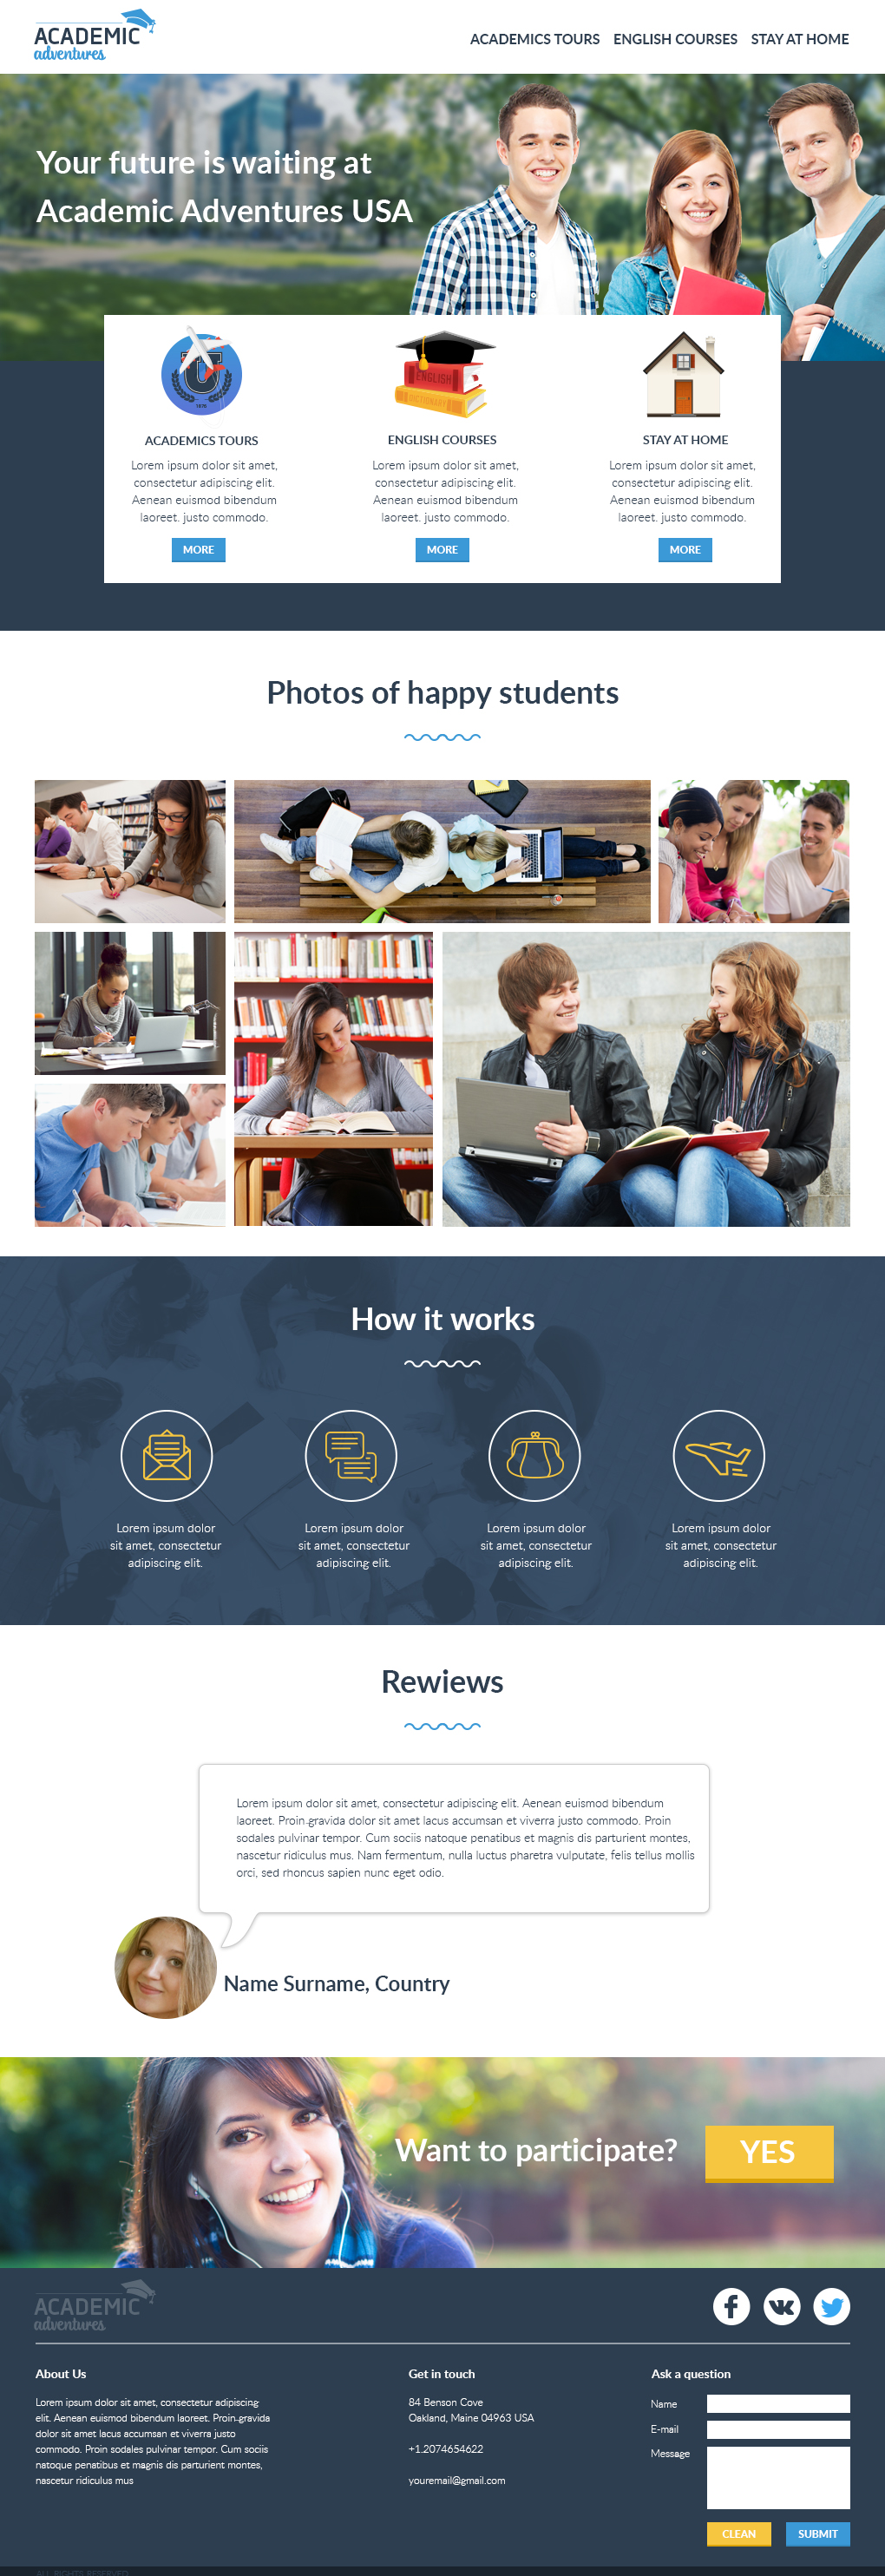 ACADEMIC
adventures
ACADEMICS TOURS ENGLISH COURSES STAY AT HOME
Your future is waiting at
Academic Adventures USA
U
1878
ENGLISH
DICTIONARY
ACADEMICS TOURS
Lorem ipsum dolor sit amet,
consectetur adipiscing elit.
Aenean euismod bibendum
laoreet. justo commodo.
MORE
ENGLISH COURSES
Lorem ipsum dolor sit amet,
consectetur adipiscing elit.
Aenean euismod bibendum
laoreet. justo commodo.
MORE
STAY AT HOME
Lorem ipsum dolor sit amet,
consectetur adipiscing elit.
Aenean euismod bibendum
laoreet. justo commodo.
MORE
Photos of happy students
How it works
Lorem ipsum dolor
sit amet, consectetur
adipiscing elit.
Lorem ipsum dolor
sit amet, consectetur
adipiscing elit.
Lorem ipsum dolor
sit amet, consectetur
adipiscing elit.
Lorem ipsum dolor
sit amet, consectetur
adipiscing elit.
Rewiews
Lorem ipsum dolor sit amet, consectetur adipiscing elit. Aenean euismod bibendum
laoreet. Proin gravida dolor sit amet lacus accumsan et viverra justo commodo. Proin
sodales pulvinar tempor. Cum sociis natoque penatibus et magnis dis parturient montes,
nascetur ridiculus mus. Nam fermentum, nulla luctus pharetra vulputate, felis tellus mollis
orci, sed rhoncus sapien nunc eget odio.
Name Surname, Country
Want to participate?
YES
ACADEMIC
adventures
About Us
Lorem ipsum dolor sit amet, consectetur adipiscing
elit. Aenean euismod bibendum laoreet. Proin gravida
dolor sit amet lacus accumsan et viverra justo
commodo. Proin sodales pulvinar tempor. Cum sociis
natoque penatibus et magnis dis parturient montes,
nascetur ridiculus mus
Get in touch
84 Benson Cove
Oakland, Maine 04963 USA
+1.2074654622
youremail@gmail.com
Ask a question
Name
E-mail
Message
CLEAN
SUBMIT
ALL RIGHTS RESERVED